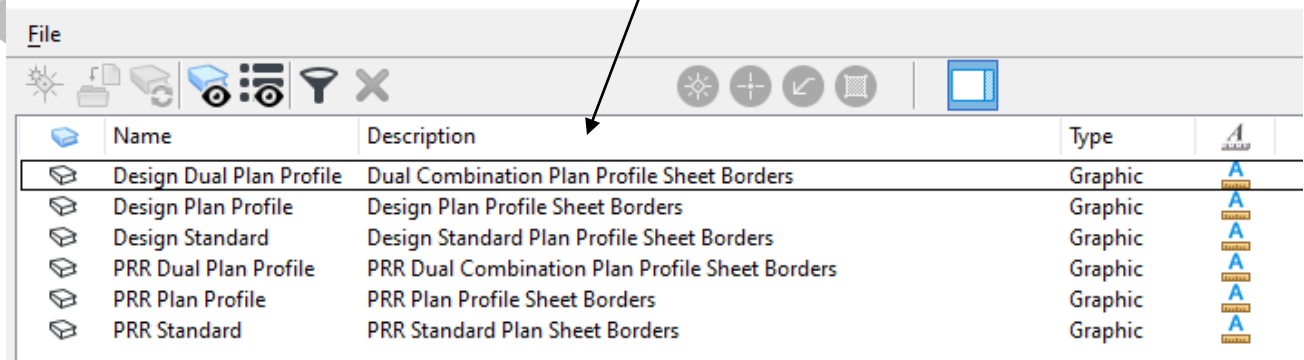 File
Name Description Type A
Design Dual Plan Profile Dual Combination Plan Profile Sheet Borders Graphic A
Design Plan Profile Design Plan Profile Sheet Borders Graphic A
Design Standard Design Standard Plan Profile Sheet Borders Graphic A
PRR Dual Plan Profile PRR Dual Combination Plan Profile Sheet Borders Graphic A
PRR Plan Profile PRR Plan Profile Sheet Borders Graphic A
PRR Standard PRR Standard Plan Sheet Borders Graphic A